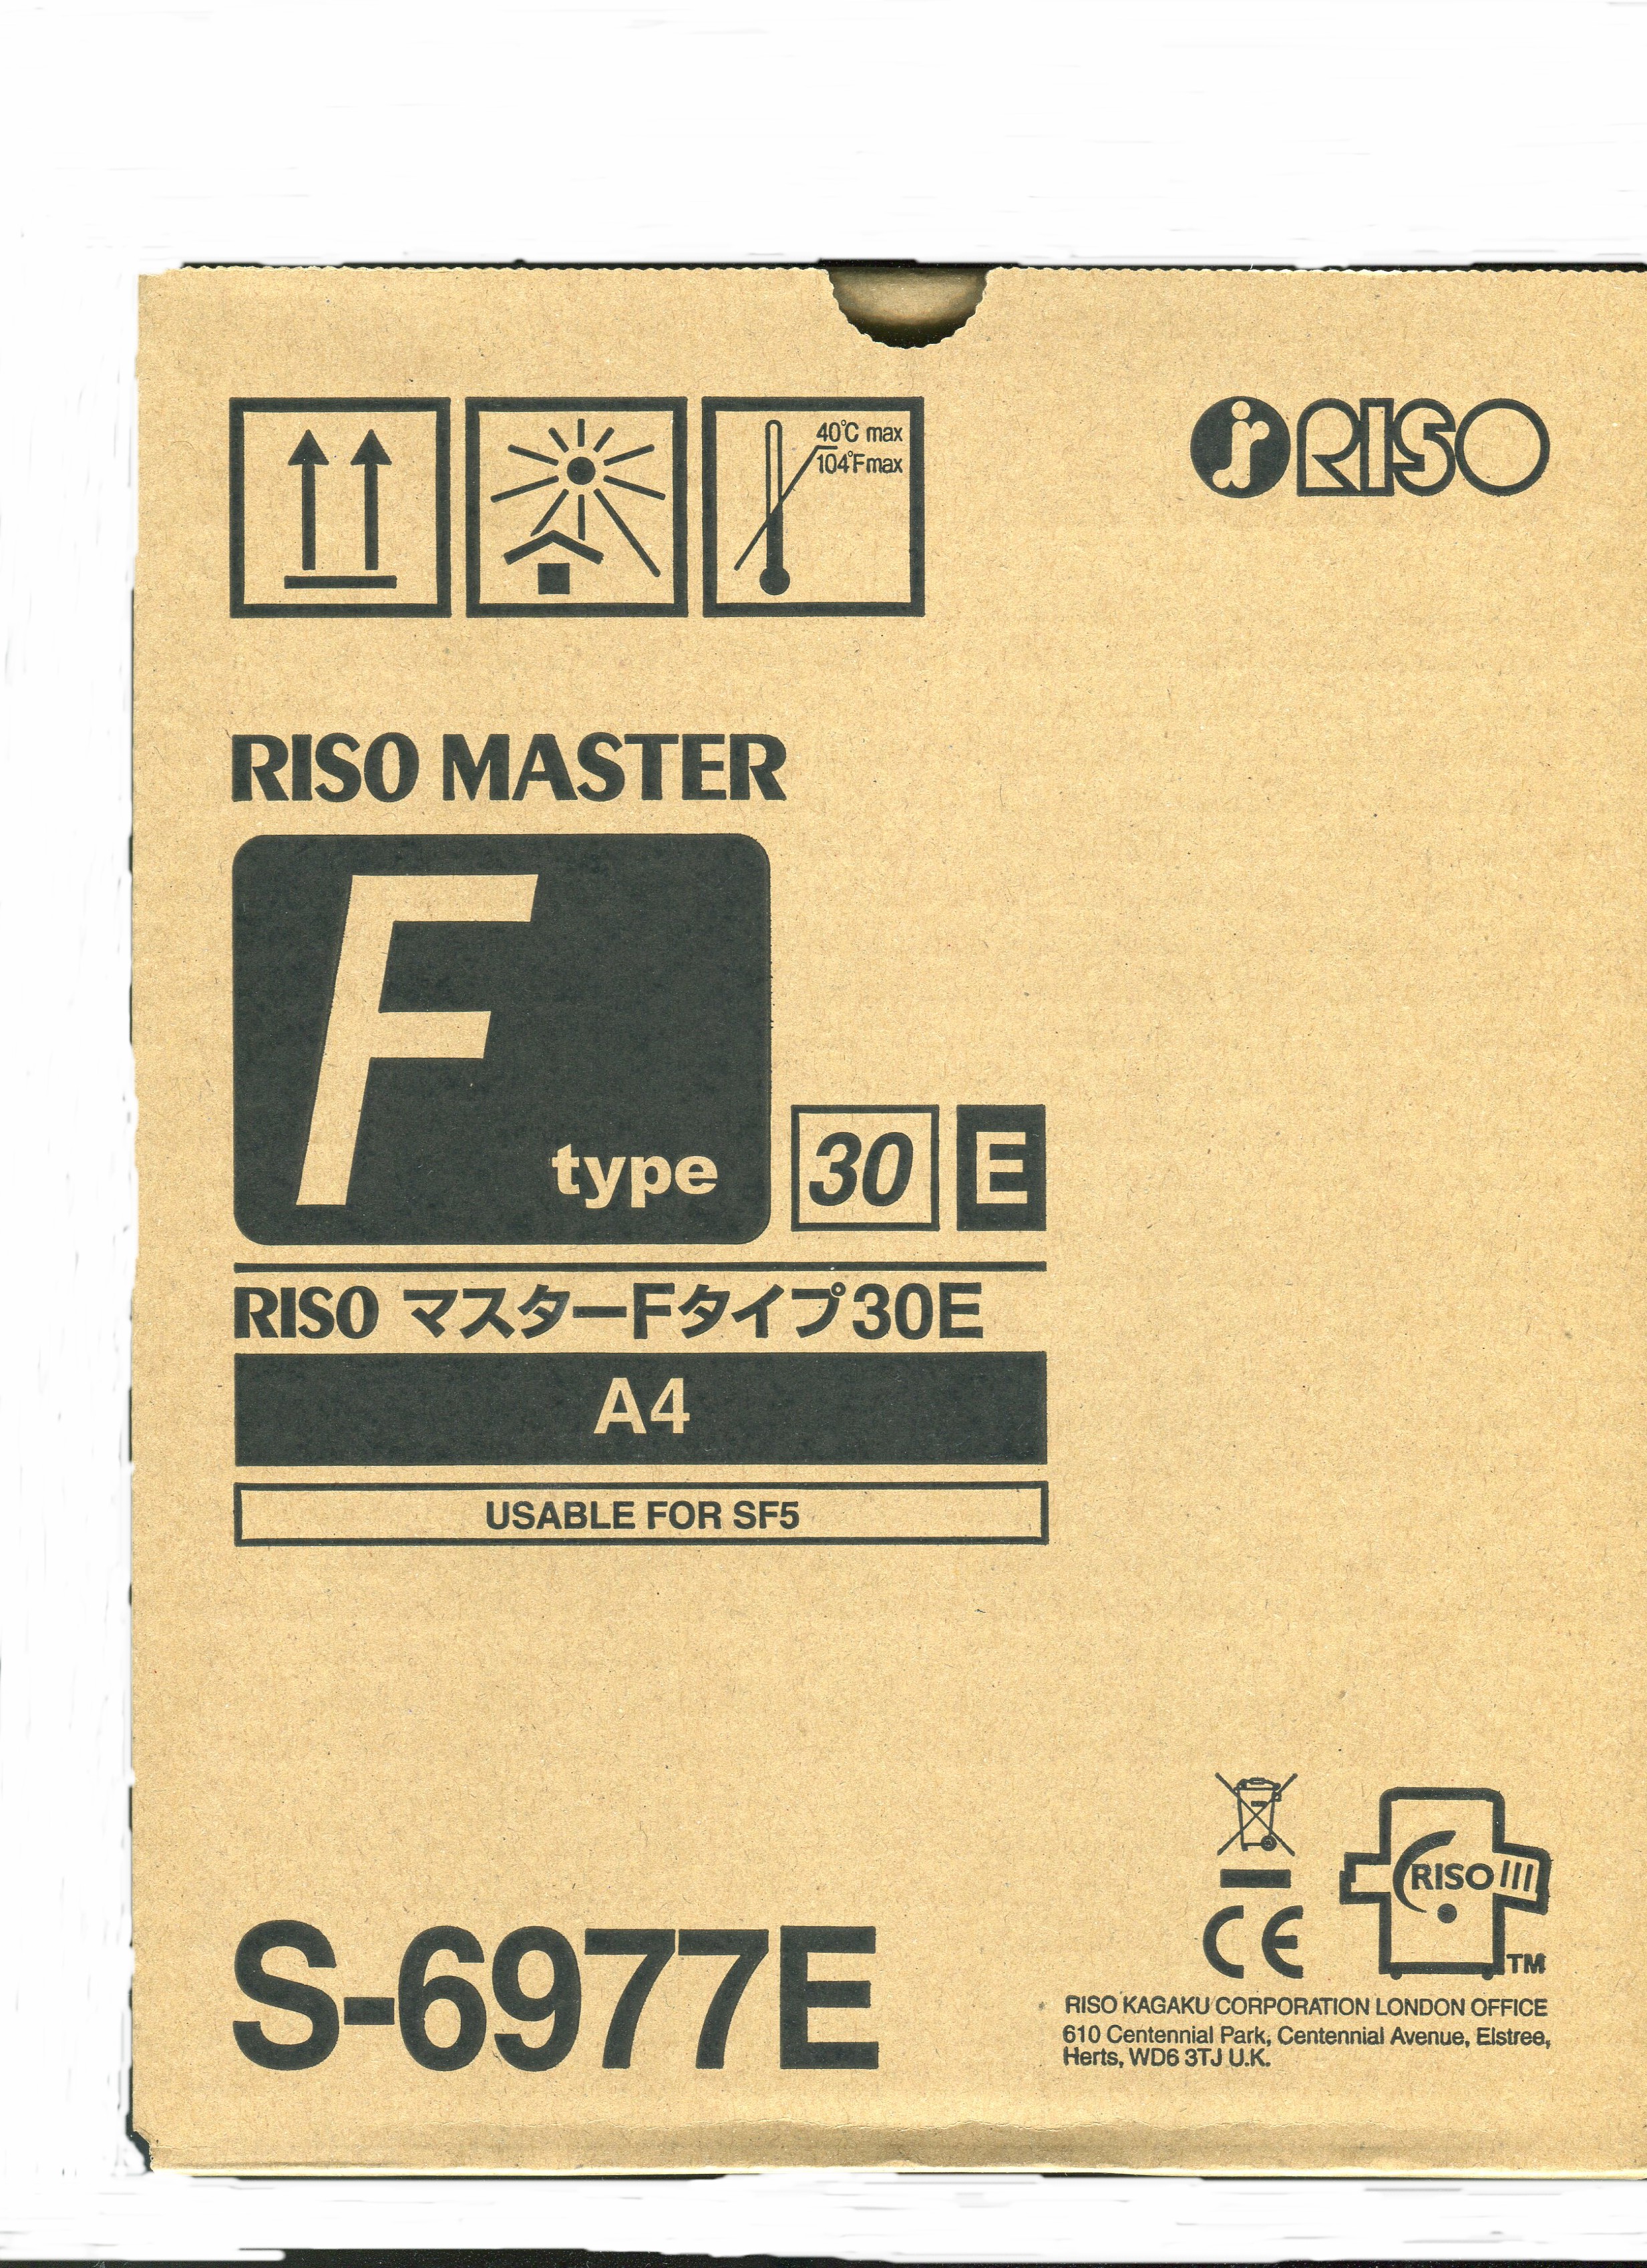 40℃ max
104℉max
RISO
RISO MASTER
F type
30 E
RISO マスターFタイプ30E
A4
USABLE FOR SF5
RISO
CE
TM
S-6977E
RISO KAGAKU CORPORATION LONDON OFFICE
610 Centennial Park, Centennial Avenue, Elstree,
Herts, WD6 3TJ U.K.